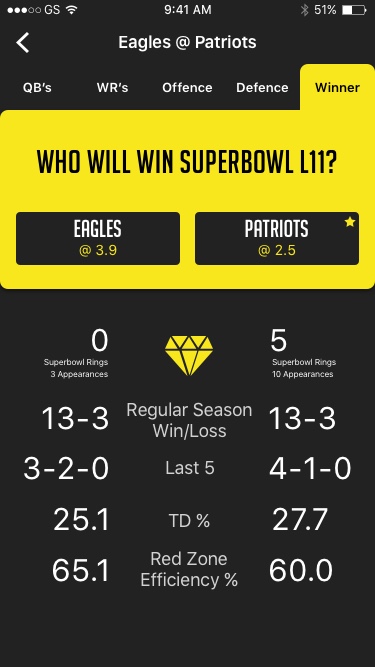 GS 9:41 AM 51%
Eagles @ Patriots
QB's WR's Offence Defence Winner
WHO WILL WIN SUPERBOWL L11?
EAGLES PATRIOTS
@ 3.9 @ 2.5
0 5
Superbowl Rings Superbowl Rings
3 Appearances 10 Appearances
13-3 Regular Season 13-3
Win/Loss
3-2-0 Last 5 4-1-0
25.1 TD % 27.7
65.1 Red Zone 60.0
Efficiency %